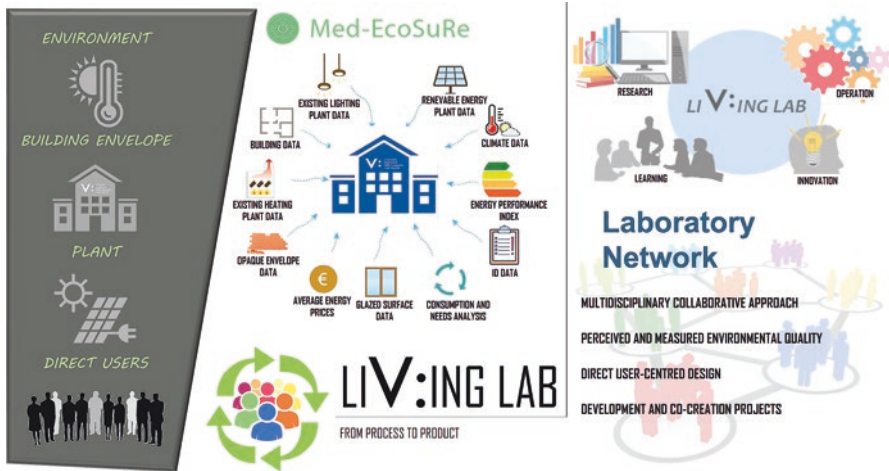 ENVIRONMENT
BUILDING ENVELOPE
PLANT
DIRECT USERS
Med-EcoSuRe
EXISTING LIGHTING
PLANT DATA
RENEVABLE ENERGY
PLANT DATA
BUILDING DATA
CLIMATE DATA
V:
EXISTING HEATING
PLANT DATA
ENERGY PERFORMANCE
INDEX
OPAQUE ENVELOPE
DATA
IO DATA
€
AVERAGE ENERGY
PRICES
GLAZED SURFACE
DATA
CONSUMPTION AND
NEEDS ANALYSIS
LIV:ING LAB
FROM PROCESS TO PRODUCT
RESEARCH
OPERATION
LIV:ING LAB
LEARNING
INNOVATION
Laboratory
Network
MULTIDISCIPLINARY COLLABORATIVE APPROACH
PERCEIVED AND MEASURED ENVIRONMENTAL QUALITY
DIRECT USER-CENTRED DESIGN
DEVELOPMENT AND CO-CREATION PROJECTS